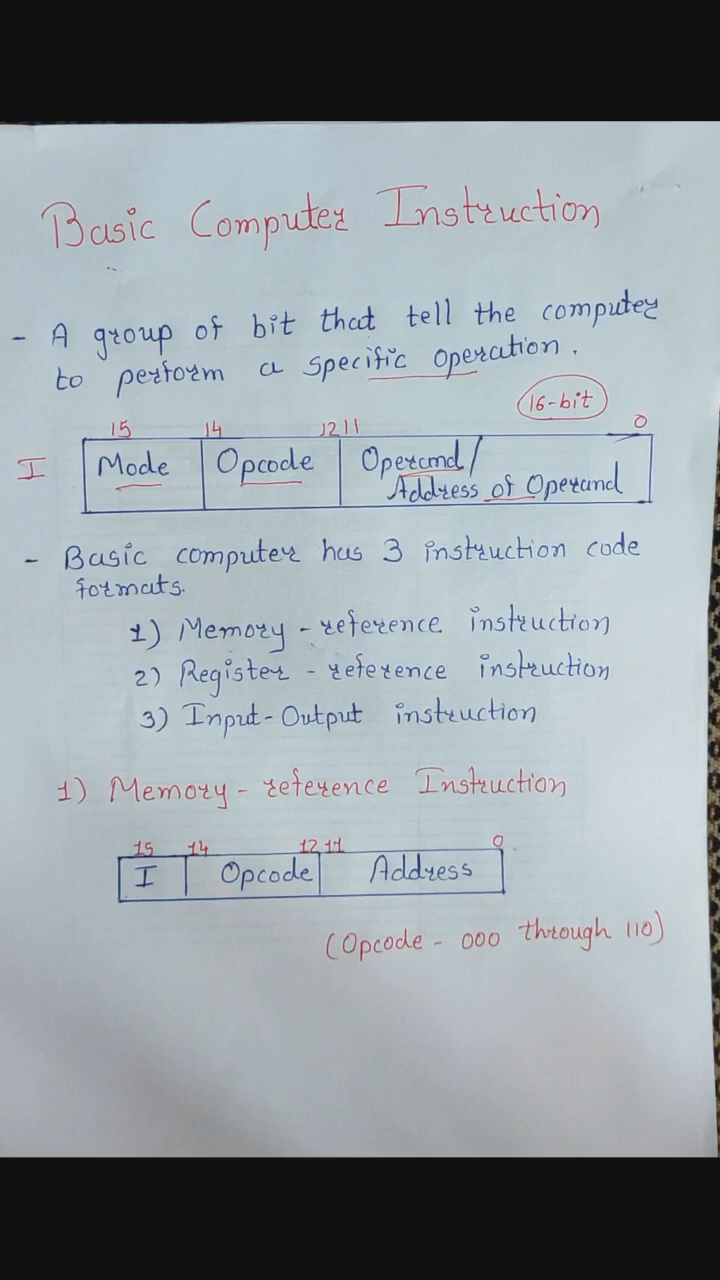 Basic Computer Instruction
- A group of bit that tell the computer
to perform a specific operation.
16-bit
15 14 12 11 0
I Mode Opcode Operand/
Address of Operand
- Basic computer has 3 instruction code
formats.
1) Memory - reference instruction
2) Register - reference instruction
3) Input-Output instruction
1) Memory - reference Instruction
15 14 12 11 0
I Opcode Address
(Opcode - 000 through 110)